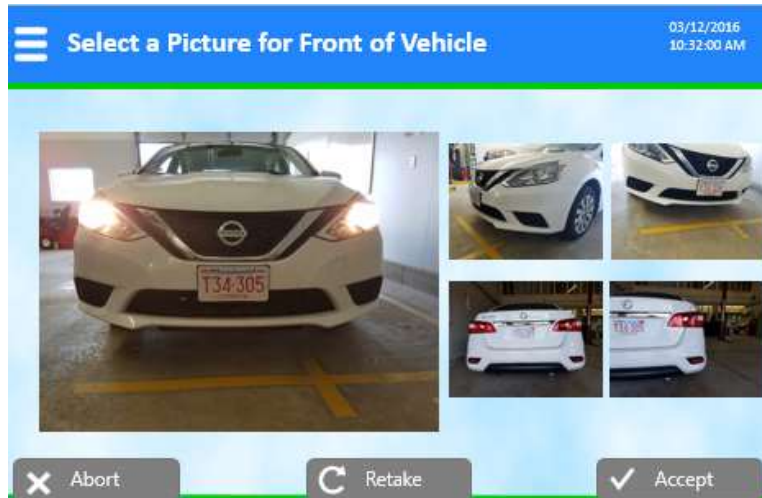 Select a Picture for Front of Vehicle
03/12/2016
10:32:00 AM
T34·305
Abort
Retake
Accept